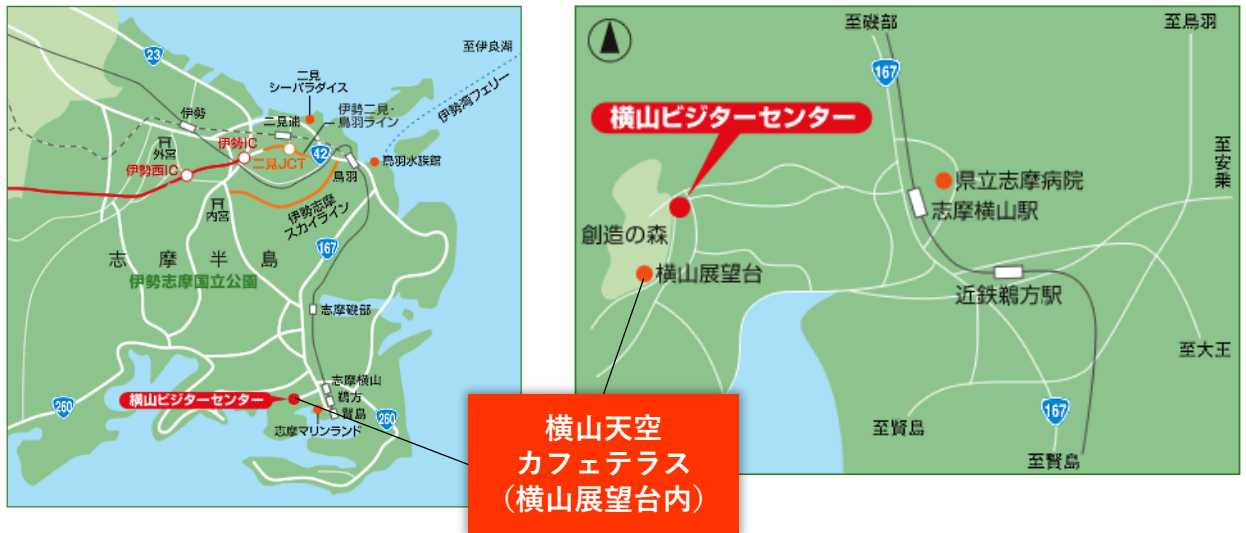 23
至伊良湖
二見
シーパラダイス
伊勢湾フェリー
伊勢
二見浦
伊勢二見・
鳥羽ライン
外宮
伊勢IC
42
伊勢西IC
二見JCT
鳥羽水族館
鳥羽
内宮
伊勢志摩
スカイライン
167
志摩半島
伊勢志摩国立公園
志摩磯部
志摩横山
横山ビジターセンター
鵜方
賢島
260
260
志摩マリンランド
至磯部
至鳥羽
167
横山ビジターセンター
至安乗
県立志摩病院
志摩横山駅
創造の森
横山展望台
近鉄鵜方駅
至大王
167
至賢島
至賢島
横山天空
カフェテラス
（横山展望台内）